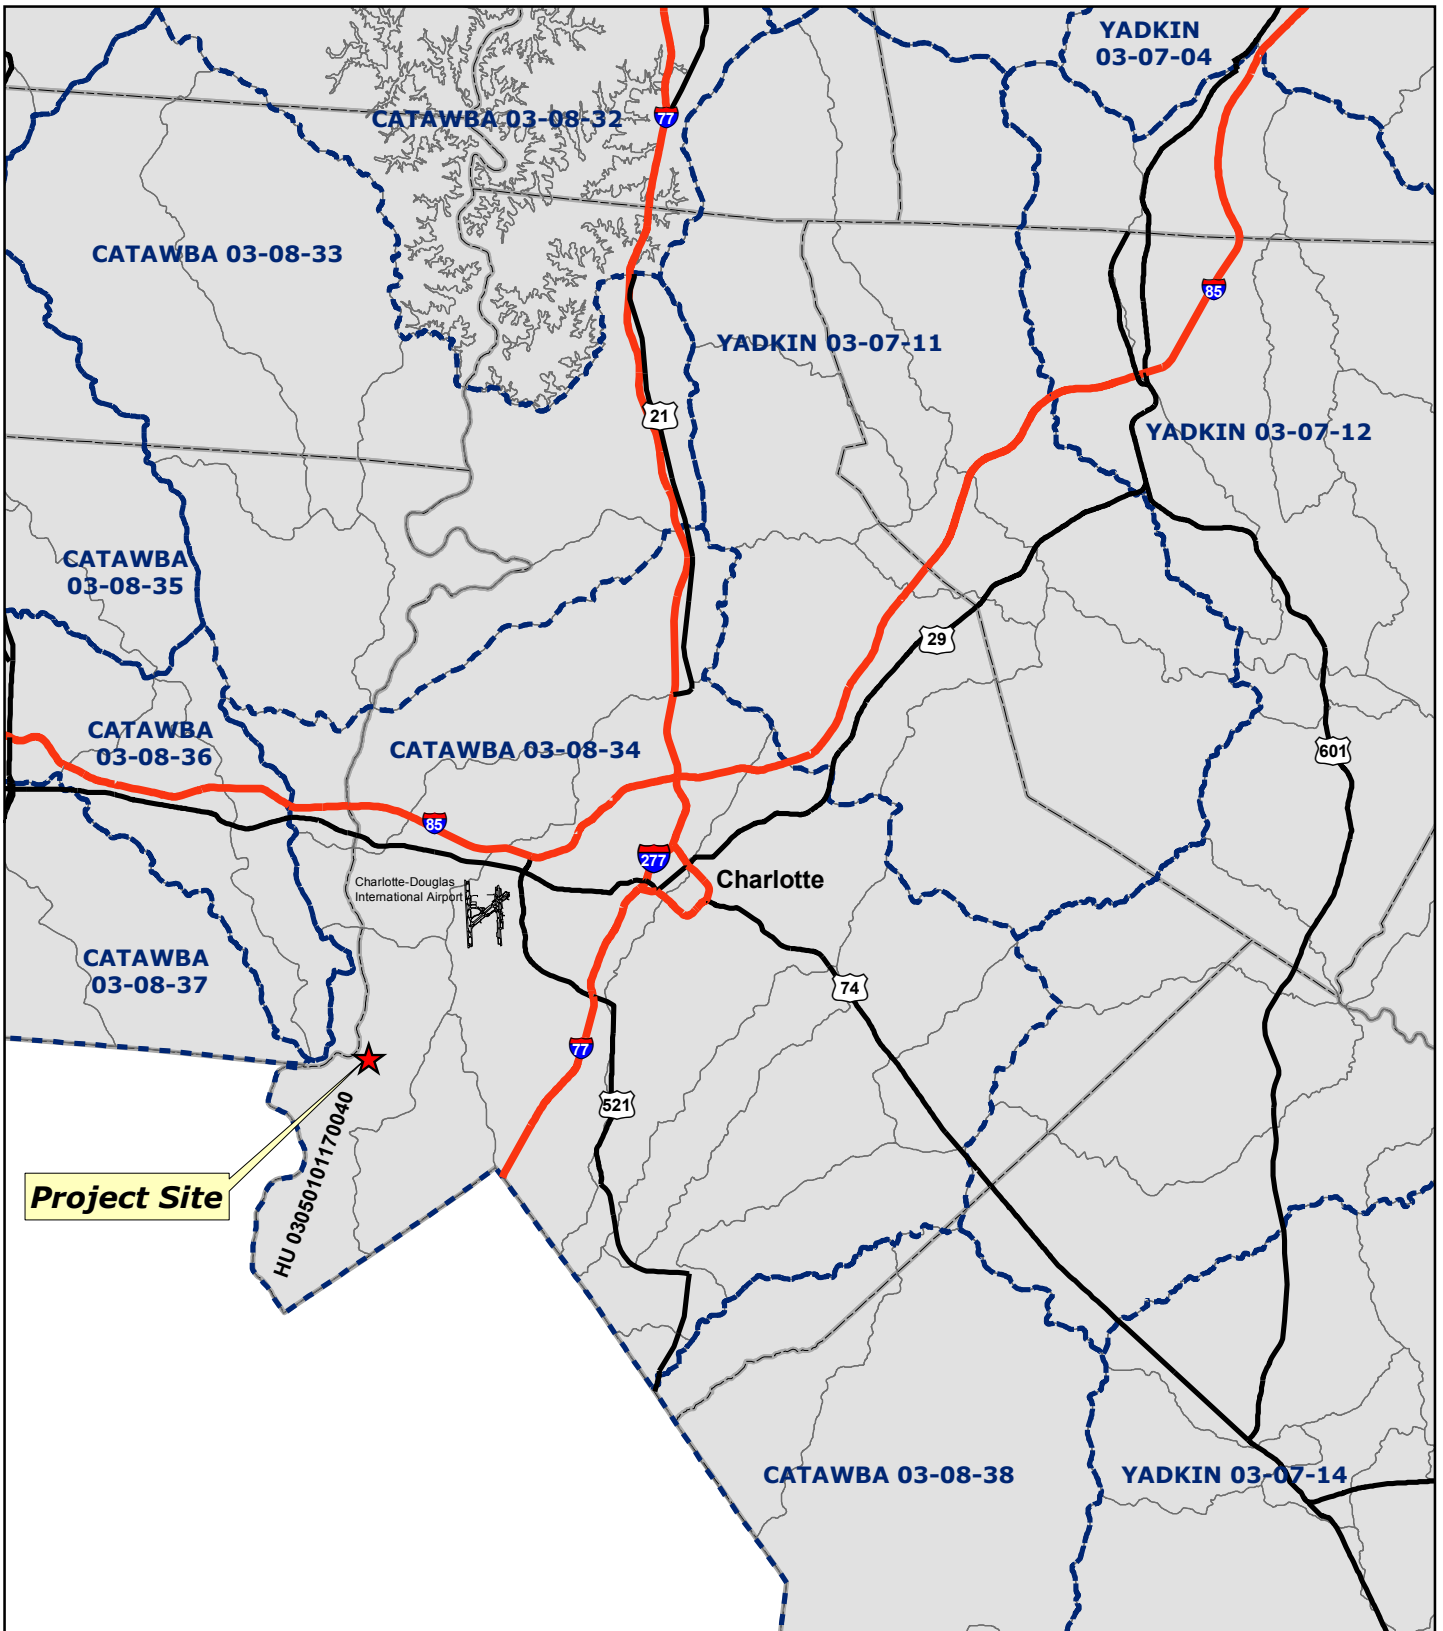 YADKIN
03-07-04
CATAWBA 03-08-32
77
CATAWBA 03-08-33
85
YADKIN 03-07-11
21
YADKIN 03-07-12
CATAWBA
03-08-35
29
CATAWBA
03-08-36
CATAWBA 03-08-34
601
85
277
Charlotte
Charlotte-Douglas
International Airport
CATAWBA
03-08-37
74
77
521
HU 03050101170040
Project Site
CATAWBA 03-08-38
YADKIN 03-07-14